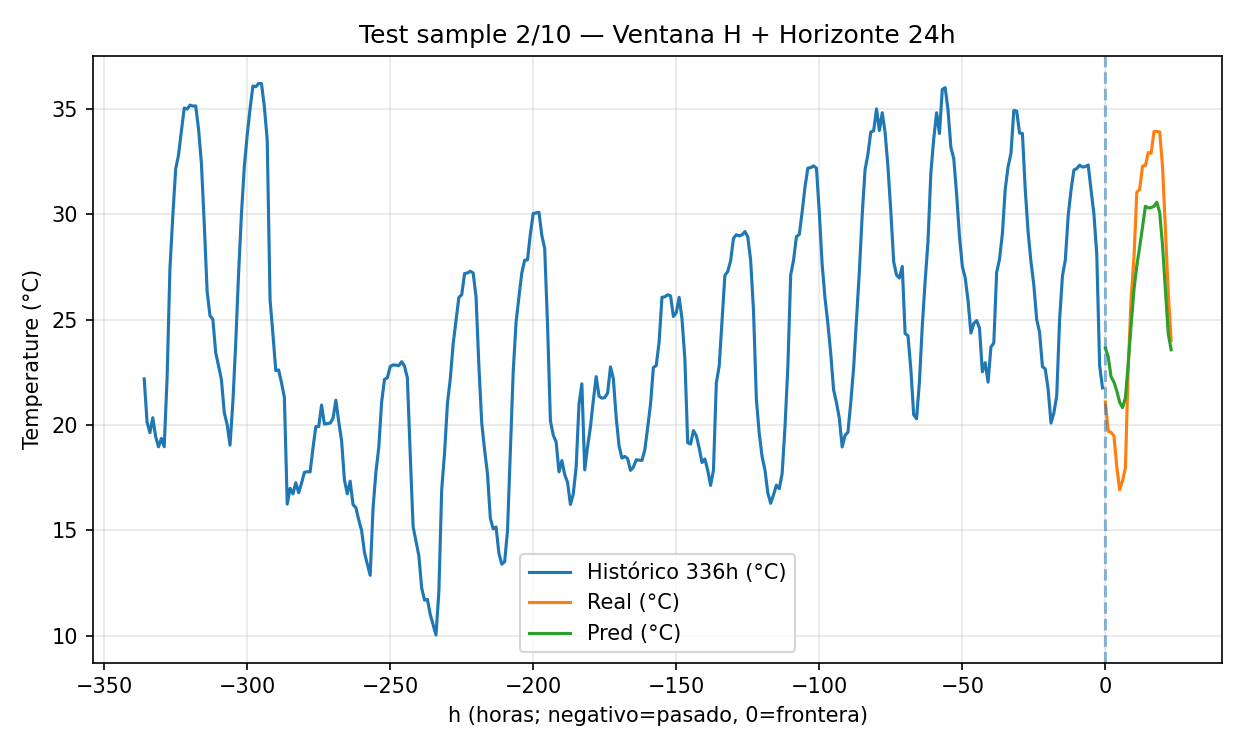 Test sample 2/10 — Ventana H + Horizonte 24h
Temperature (°C)
35
30
25
20
15
10
Histórico 336h (°C)
Real (°C)
Pred (°C)
−350 −300 −250 −200 −150 −100 −50 0
h (horas; negativo=pasado, 0=frontera)